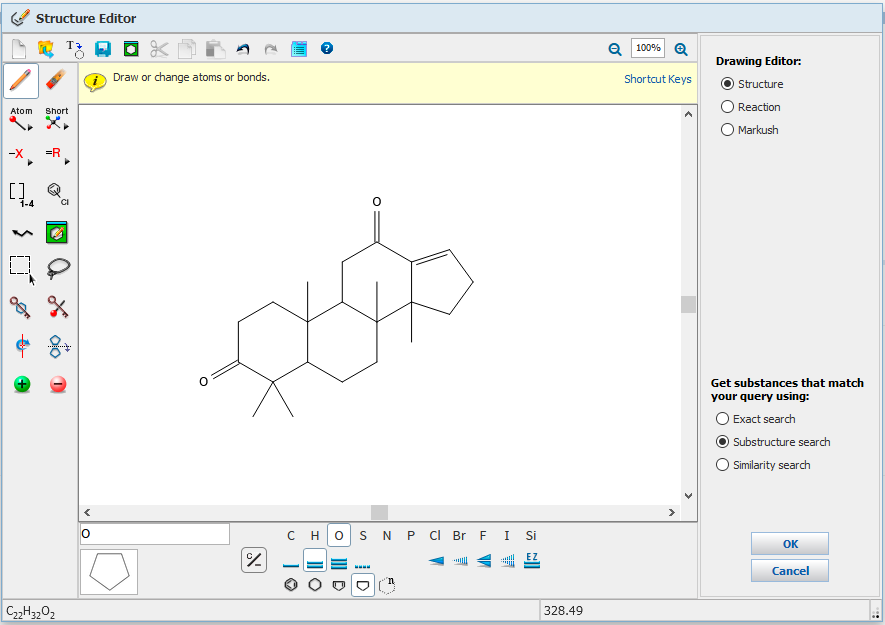 Structure Editor
100%
Draw or change atoms or bonds.
Shortcut Keys
Atom
Short
-X
=R
1-4
Cl
O
O
Drawing Editor:
Structure
Reaction
Markush
Get substances that match
your query using:
Exact search
Substructure search
Similarity search
OK
Cancel
O
C H O S N P Cl Br F I Si
EZ
n
C22H32O2
328.49